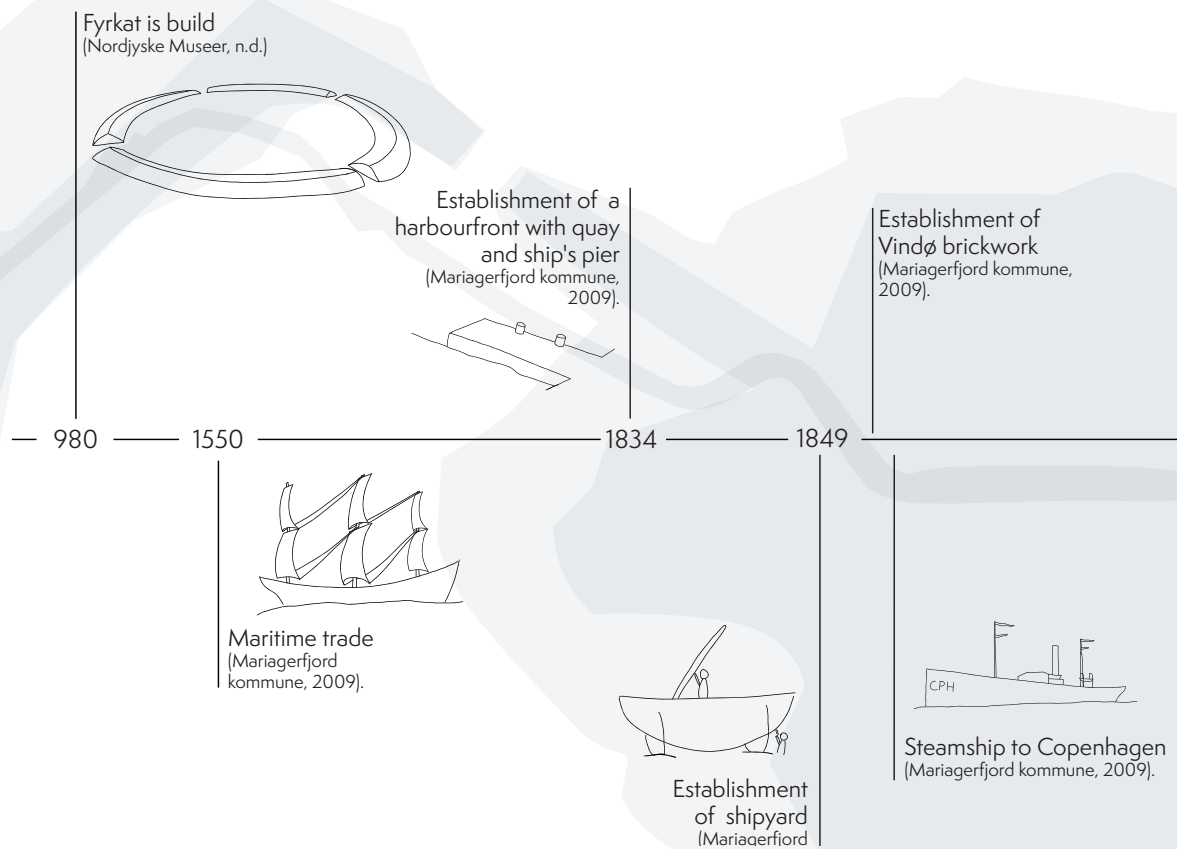 Fyrkat is build
(Nordjyske Museer, n.d.)
Establishment of a
harbourfront with quay
and ship's pier
(Mariagerfjord kommune,
2009).
Establishment of
Vindø brickwork
(Mariagerfjord kommune,
2009).
980
1550
1834
1849
Maritime trade
(Mariagerfjord
kommune, 2009).
CPH
Steamship to Copenhagen
(Mariagerfjord kommune, 2009).
Establishment
of shipyard
(Mariagerfjord